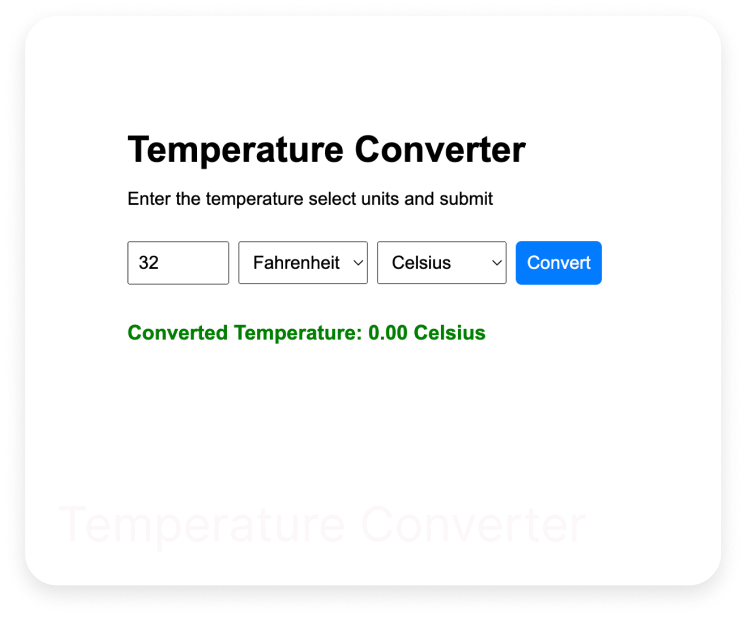 Temperature Converter
Enter the temperature select units and submit
32 Fahrenheit Celsius Convert
Converted Temperature: 0.00 Celsius
Temperature Converter